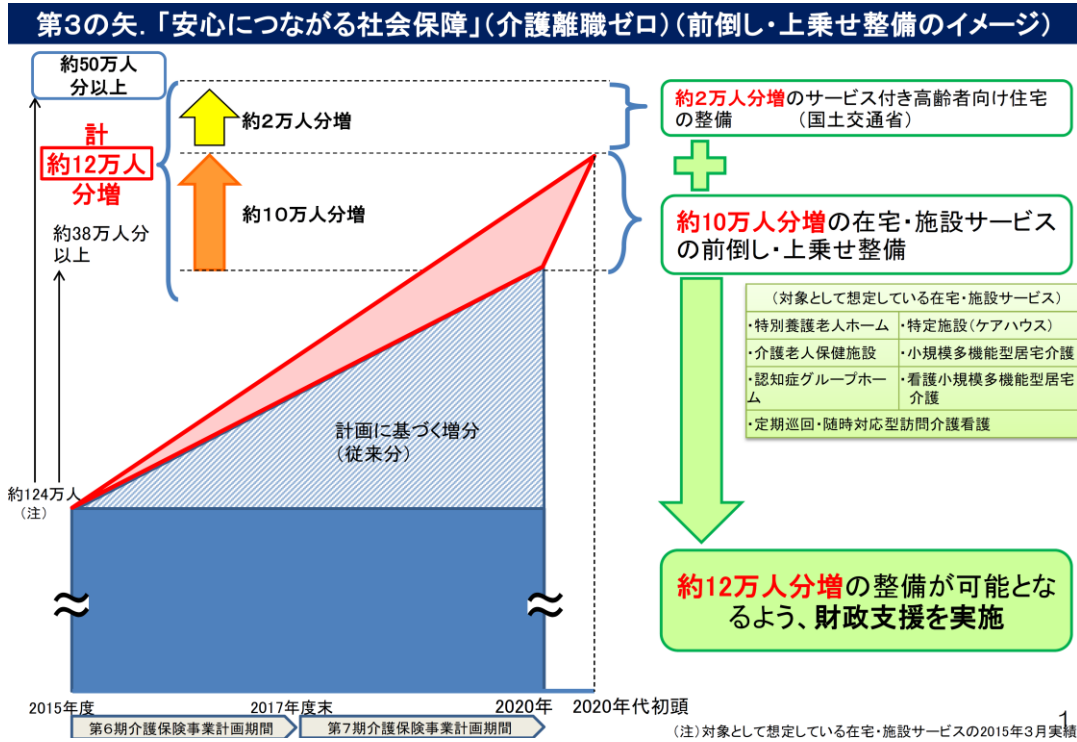 第3の矢.「安心につながる社会保障」(介護離職ゼロ)(前倒し・上乗せ整備のイメージ)
約50万人
分以上
計
約12万人
分増
約38万人分
以上
約124万人
(注)
約2万人分増
約10万人分増
計画に基づく増分
(従来分)
≈
≈
2015年度
2017年度末
2020年
2020年代初頭
第6期介護保険事業計画期間
第7期介護保険事業計画期間
約2万人分増のサービス付き高齢者向け住宅
の整備 (国土交通省)
約10万人分増の在宅・施設サービス
の前倒し・上乗せ整備
(対象として想定している在宅・施設サービス)
・特別養護老人ホーム
・特定施設(ケアハウス)
・介護老人保健施設
・小規模多機能型居宅介護
・認知症グループホー
ム
・看護小規模多機能型居宅
介護
・定期巡回・随時対応型訪問介護看護
約12万人分増の整備が可能とな
るよう、財政支援を実施
(注)対象として想定している在宅・施設サービスの2015年3月実績
1